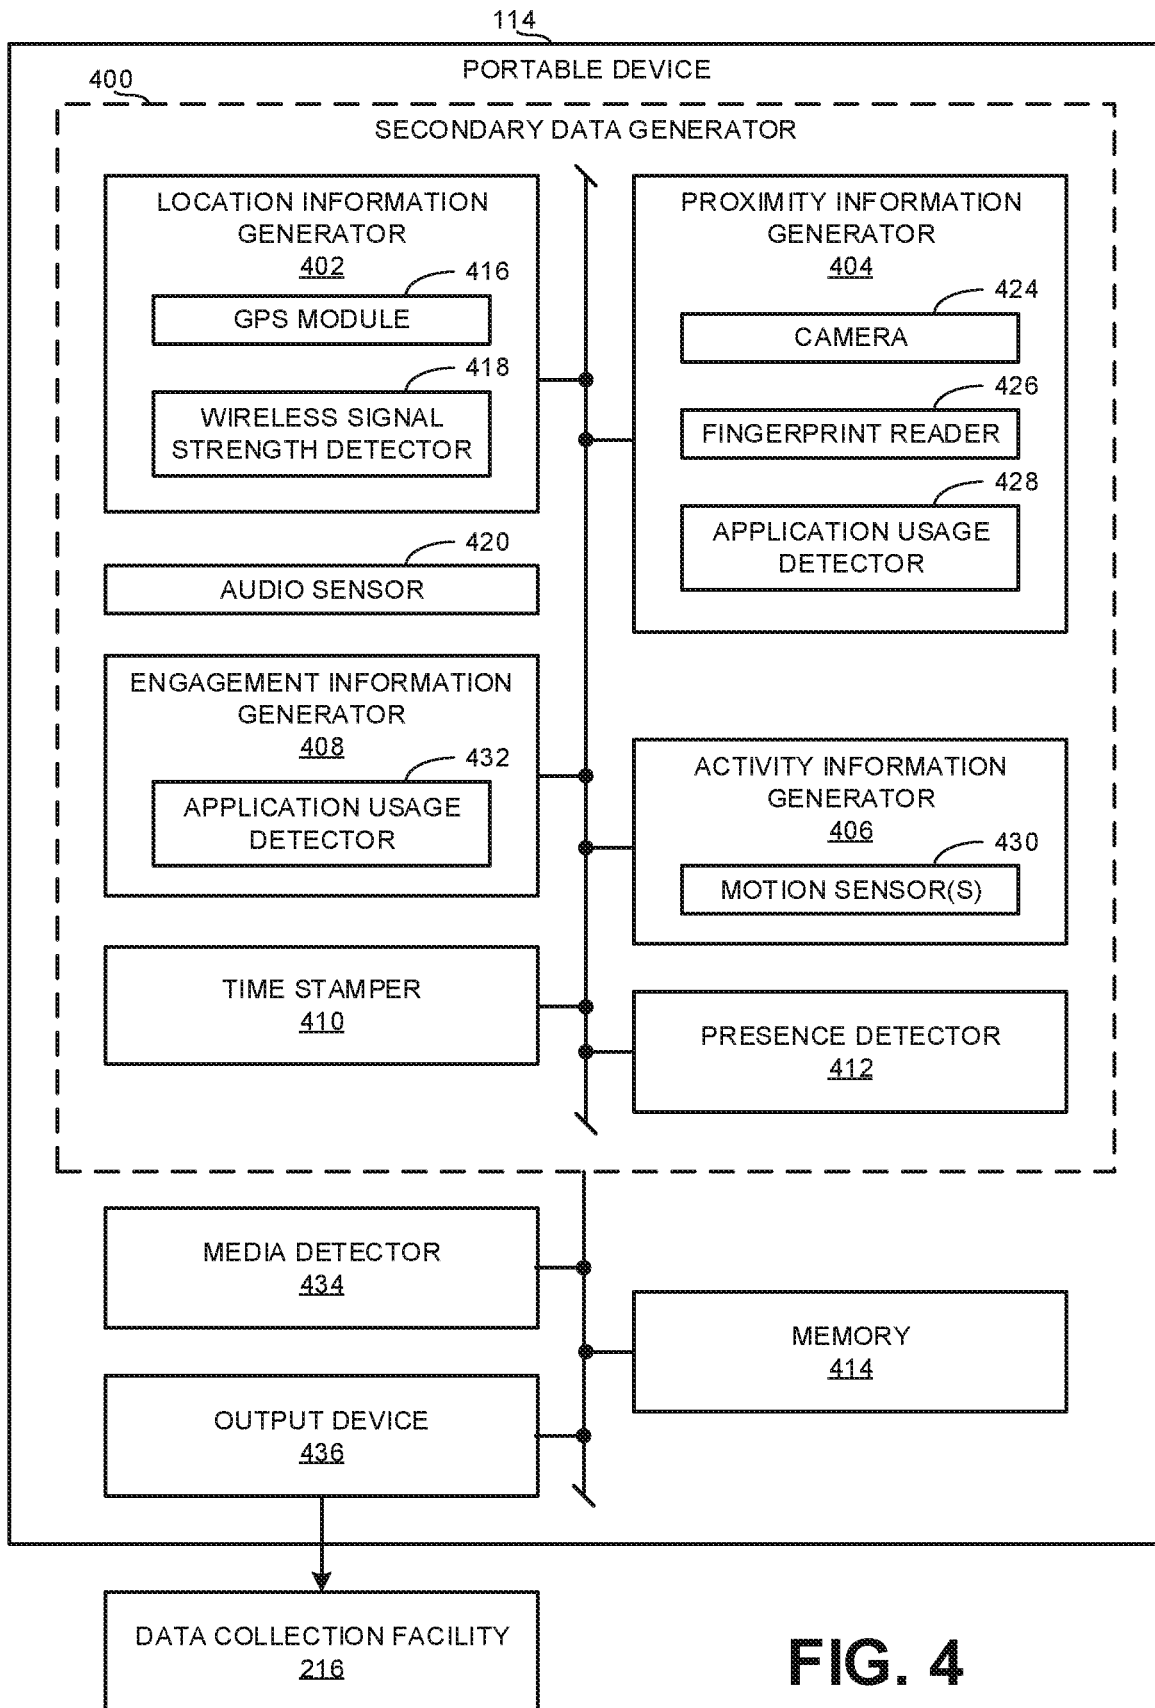 114
PORTABLE DEVICE
400
SECONDARY DATA GENERATOR
LOCATION INFORMATION
GENERATOR
402
416
GPS MODULE
418
WIRELESS SIGNAL
STRENGTH DETECTOR
PROXIMITY INFORMATION
GENERATOR
404
424
CAMERA
426
FINGERPRINT READER
428
APPLICATION USAGE
DETECTOR
420
AUDIO SENSOR
ENGAGEMENT INFORMATION
GENERATOR
408
432
APPLICATION USAGE
DETECTOR
ACTIVITY INFORMATION
GENERATOR
406
430
MOTION SENSOR(S)
TIME STAMPER
410
PRESENCE DETECTOR
412
MEDIA DETECTOR
434
MEMORY
414
OUTPUT DEVICE
436
DATA COLLECTION FACILITY
216
FIG. 4